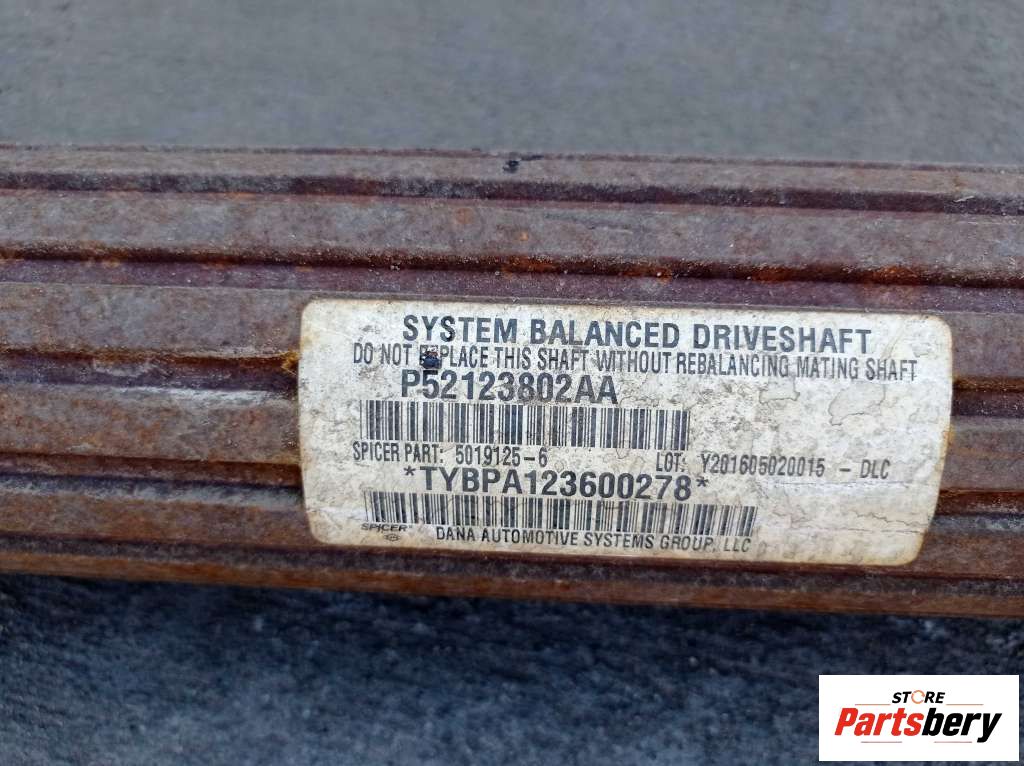 SYSTEM BALANCED DRIVESHAFT
DO NOT REPLACE THIS SHAFT WITHOUT REBALANCING MATING SHAFT
P52123802AA
SPICER PART: 5019125-6 LOT: Y201605020015 - DLC
*TYBPA123600278*
SPICER
DANA AUTOMOTIVE SYSTEMS GROUP, LLC
STORE
Partsbery